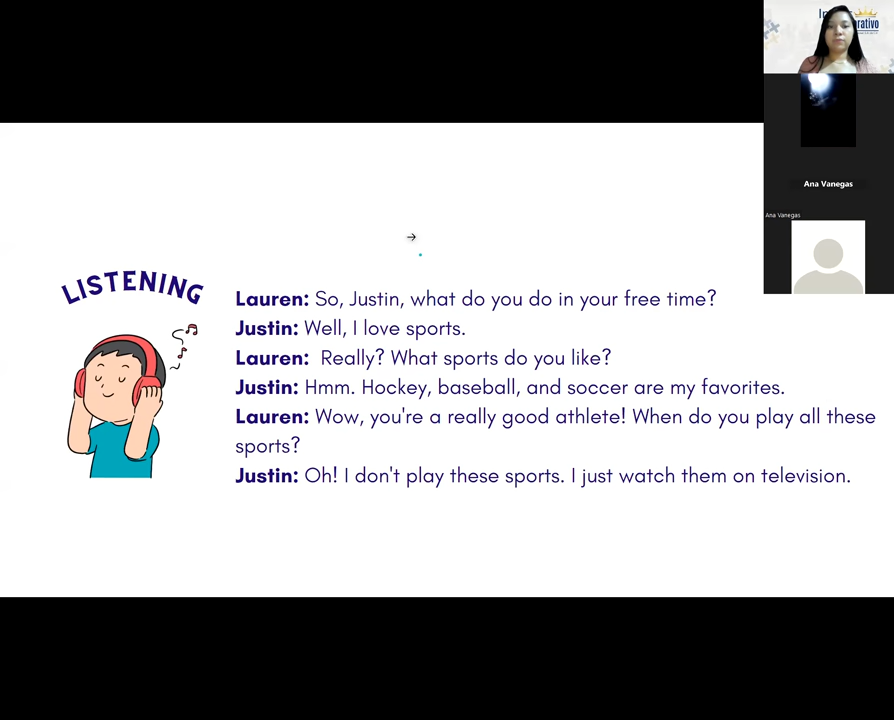 Ana Vanegas
Ana Vanegas
LISTENING
Lauren: So, Justin, what do you do in your free time?
Justin: Well, I love sports.
Lauren: Really? What sports do you like?
Justin: Hmm. Hockey, baseball, and soccer are my favorites.
Lauren: Wow, you're a really good athlete! When do you play all these
sports?
Justin: Oh! I don't play these sports. I just watch them on television.